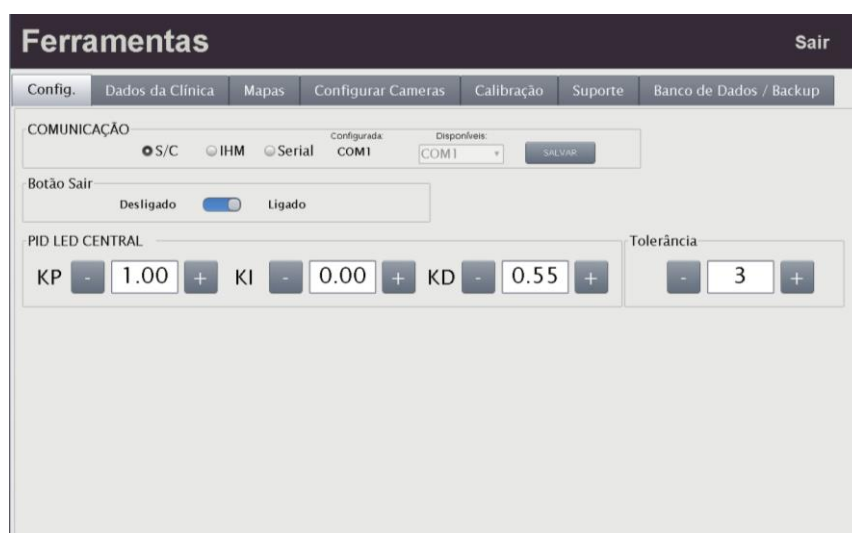 Ferramentas Sair
Config. Dados da Clínica Mapas Configurar Cameras Calibração Suporte Banco de Dados / Backup
COMUNICAÇÃO
Configurada: Disponíveis:
S/C IHM Serial COM1 COM1 SALVAR
Botão Sair
Desligado Ligado
PID LED CENTRAL Tolerância
KP - 1.00 + KI - 0.00 + KD - 0.55 + - 3 +